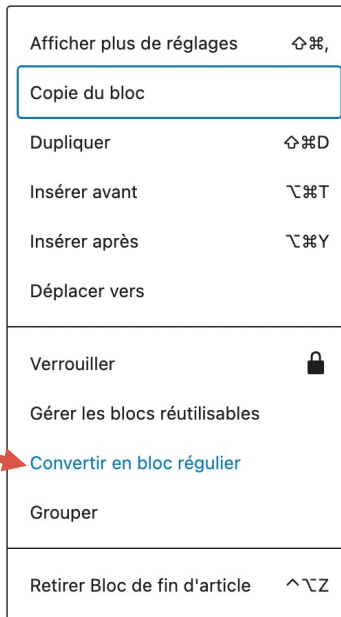 Afficher plus de réglages ⇧⌘,
Copie du bloc
Dupliquer ⇧⌘D
Insérer avant ⌥⌘T
Insérer après ⌥⌘Y
Déplacer vers
Verrouiller
Gérer les blocs réutilisables
Convertir en bloc régulier
Grouper
Retirer Bloc de fin d'article ^⌥Z